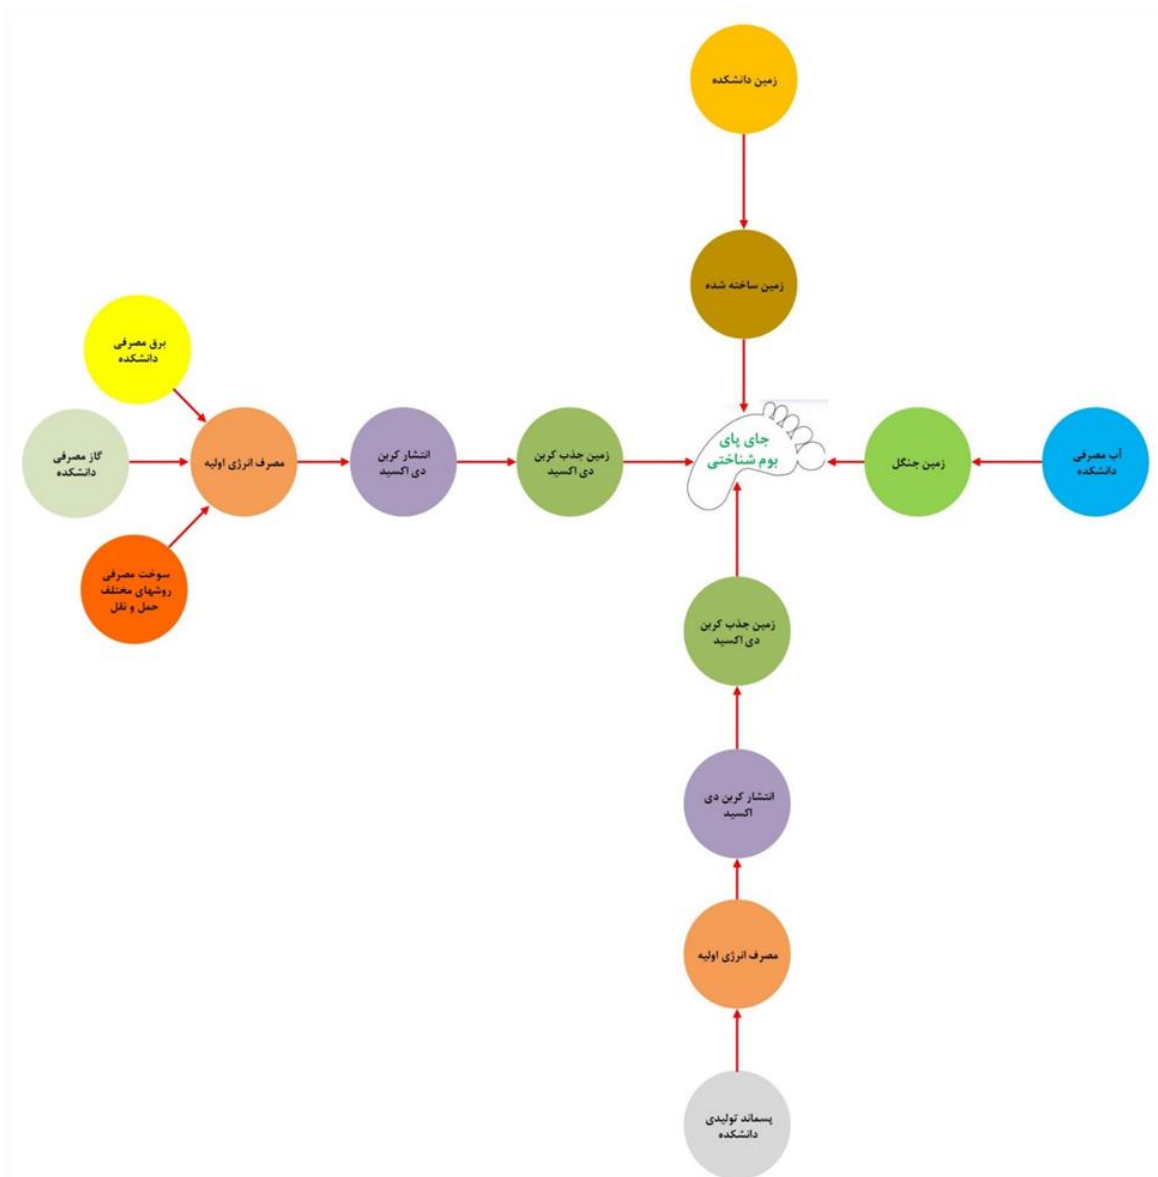 زمین دانشکده
زمین ساخته شده
برق مصرفی
دانشکده
گاز مصرفی
دانشکده
سوخت مصرفی
روشهای مختلف
حمل و نقل
مصرف انرژی اولیه
انتشار کربن
دی اکسید
زمین جذب کربن
دی اکسید
جای پای
بوم شناختی
زمین جنگل
آب مصرفی
دانشکده
زمین جذب کربن
دی اکسید
انتشار کربن دی
اکسید
مصرف انرژی اولیه
پسماند تولیدی
دانشکده